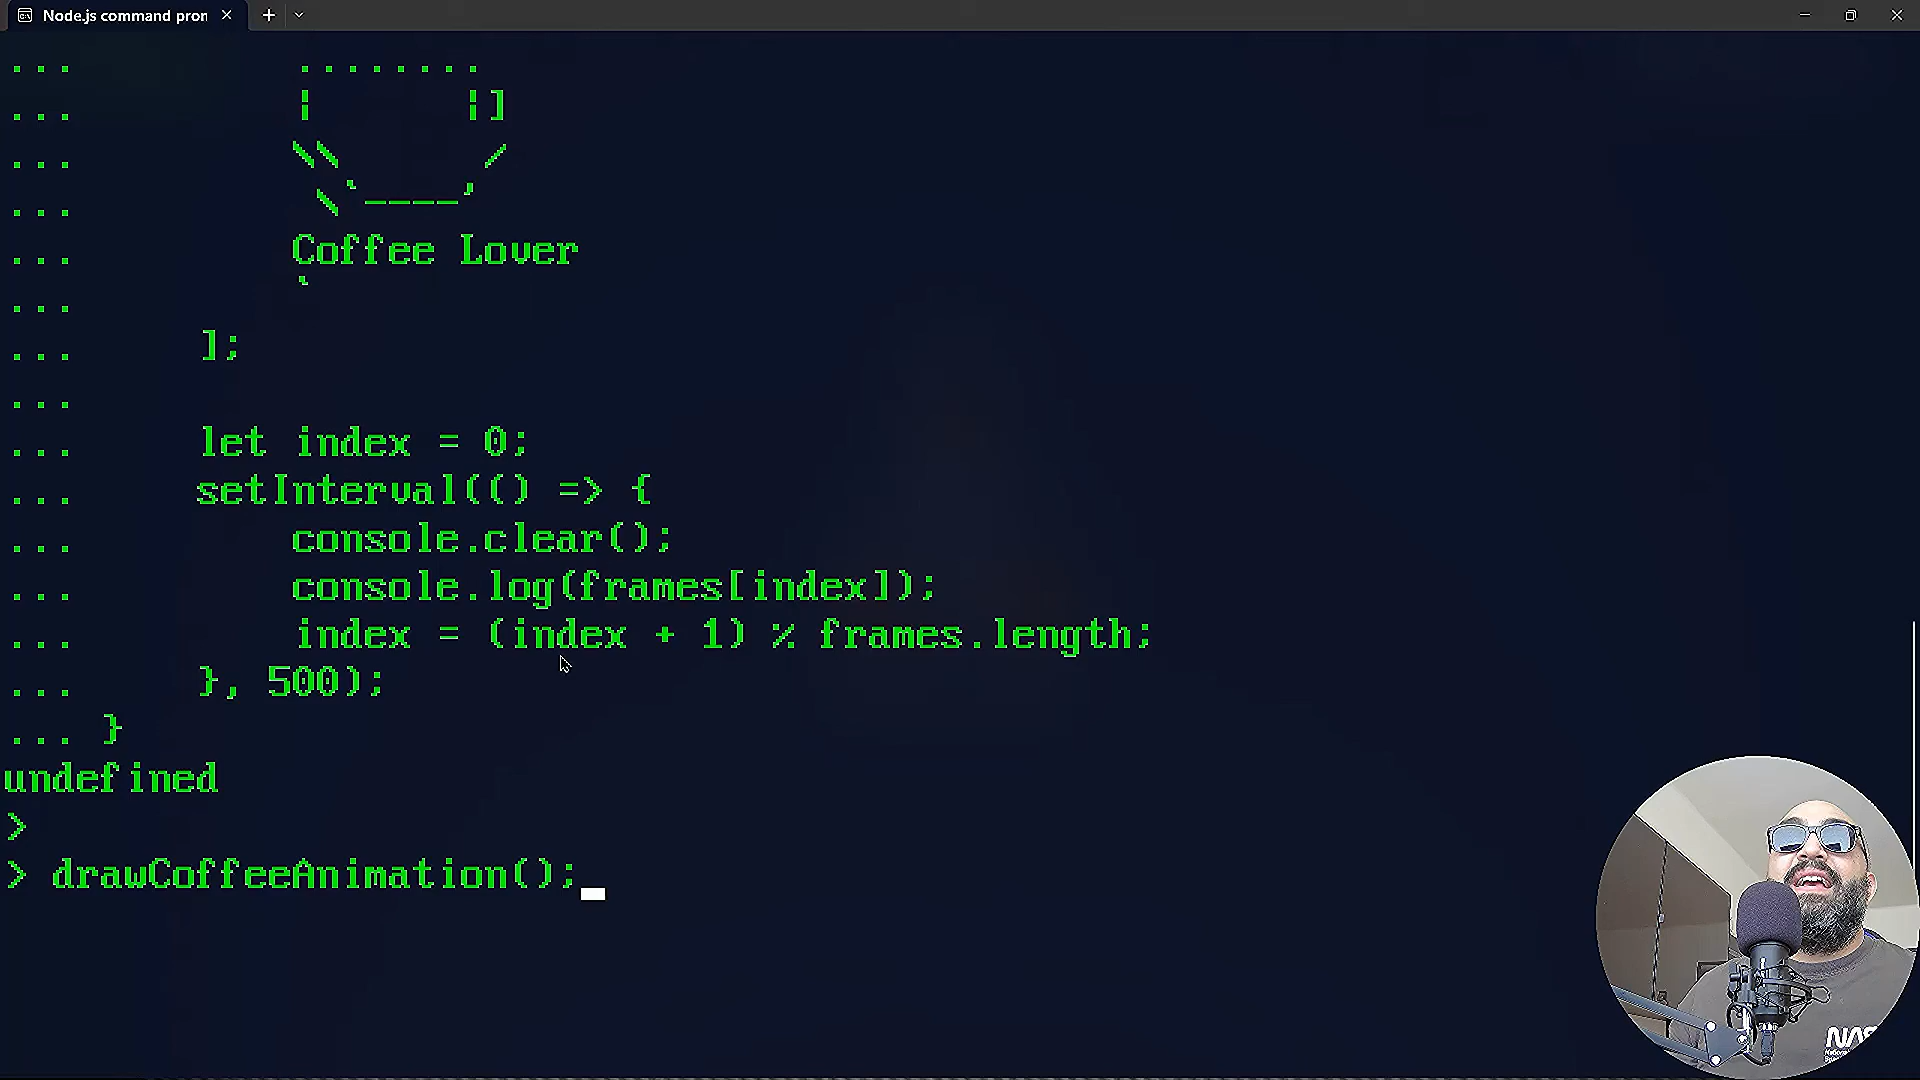 Node.js command pron
...          ........
...          ¦      ¦]
...          \\      /
...           \`____'
...          Coffee Lover
...          `
...      ];
...
...      let index = 0;
...      setInterval(() => {
...          console.clear();
...          console.log(frames[index]);
...          index = (index + 1) % frames.length;
...      }, 500);
... }
undefined
>
> drawCoffeeAnimation();
NAS